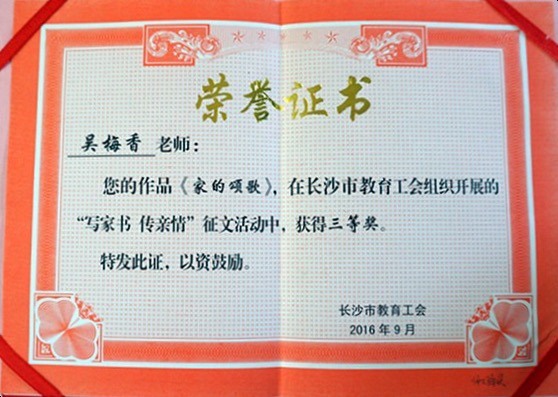 荣誉证书
吴梅香 老师：
您的作品《家的颂歌》，在长沙市教育工会组织开展的
“写家书 传亲情”征文活动中，获得三等奖。
特发此证，以资鼓励。
长沙市教育工会
2016年9月